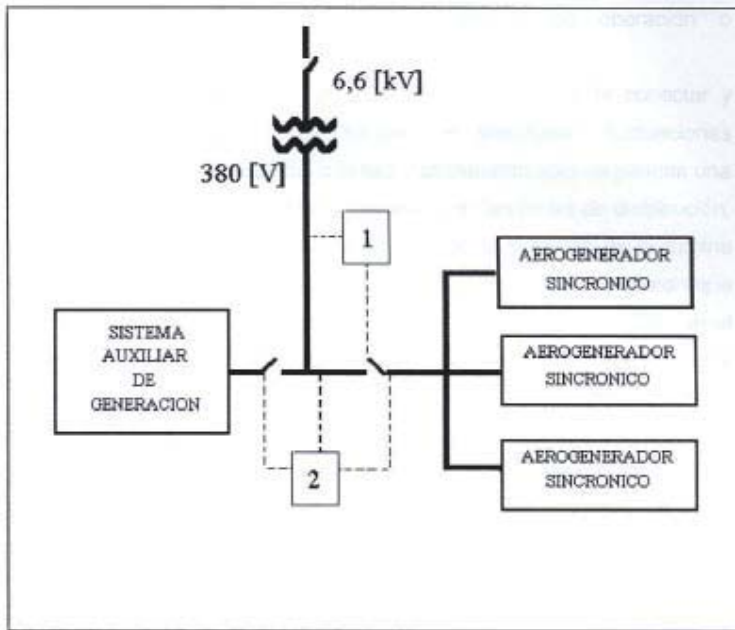 6,6 [kV]
380 [V]
1
AEROGENERADOR
SINCRONICO
SISTEMA
AUXILIAR
DE
GENERACION
AEROGENERADOR
SINCRONICO
2
AEROGENERADOR
SINCRONICO